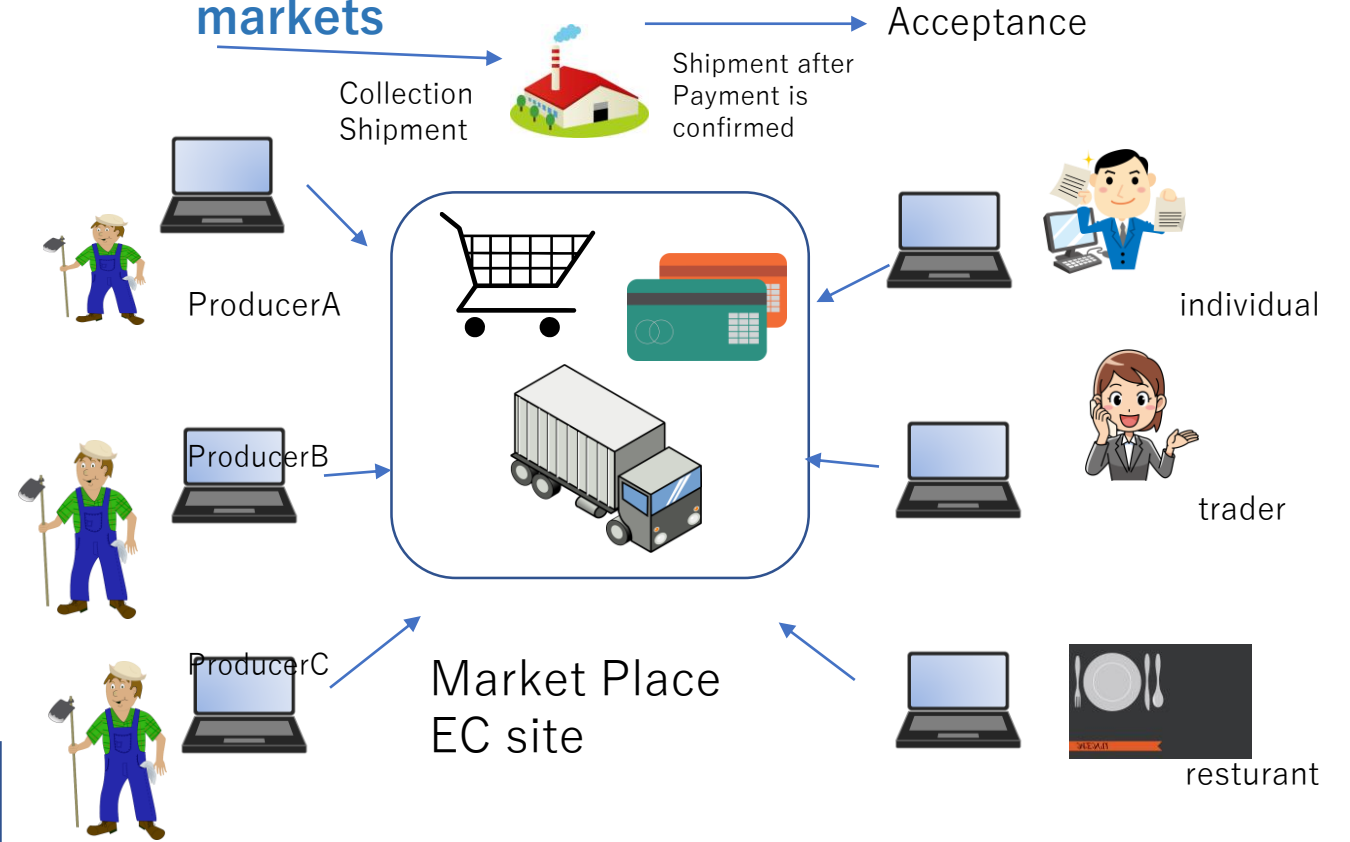 markets
Acceptance
Collection
Shipment
Shipment after
Payment is
confirmed
ProducerA
individual
ProducerB
trader
ProducerC
Market Place
EC site
resturant